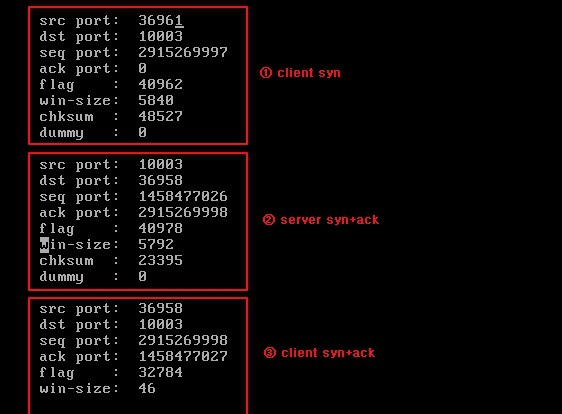 src port: 36961
dst port: 10003
seq port: 2915269997
ack port: 0
flag : 40962
win-size: 5840
chksum : 48527
dummy : 0
① client syn
src port: 10003
dst port: 36958
seq port: 1458477026
ack port: 2915269998
flag : 40978
win-size: 5792
chksum : 23395
dummy : 0
② server syn+ack
src port: 36958
dst port: 10003
seq port: 2915269998
ack port: 1458477027
flag : 32784
win-size: 46
③ client syn+ack